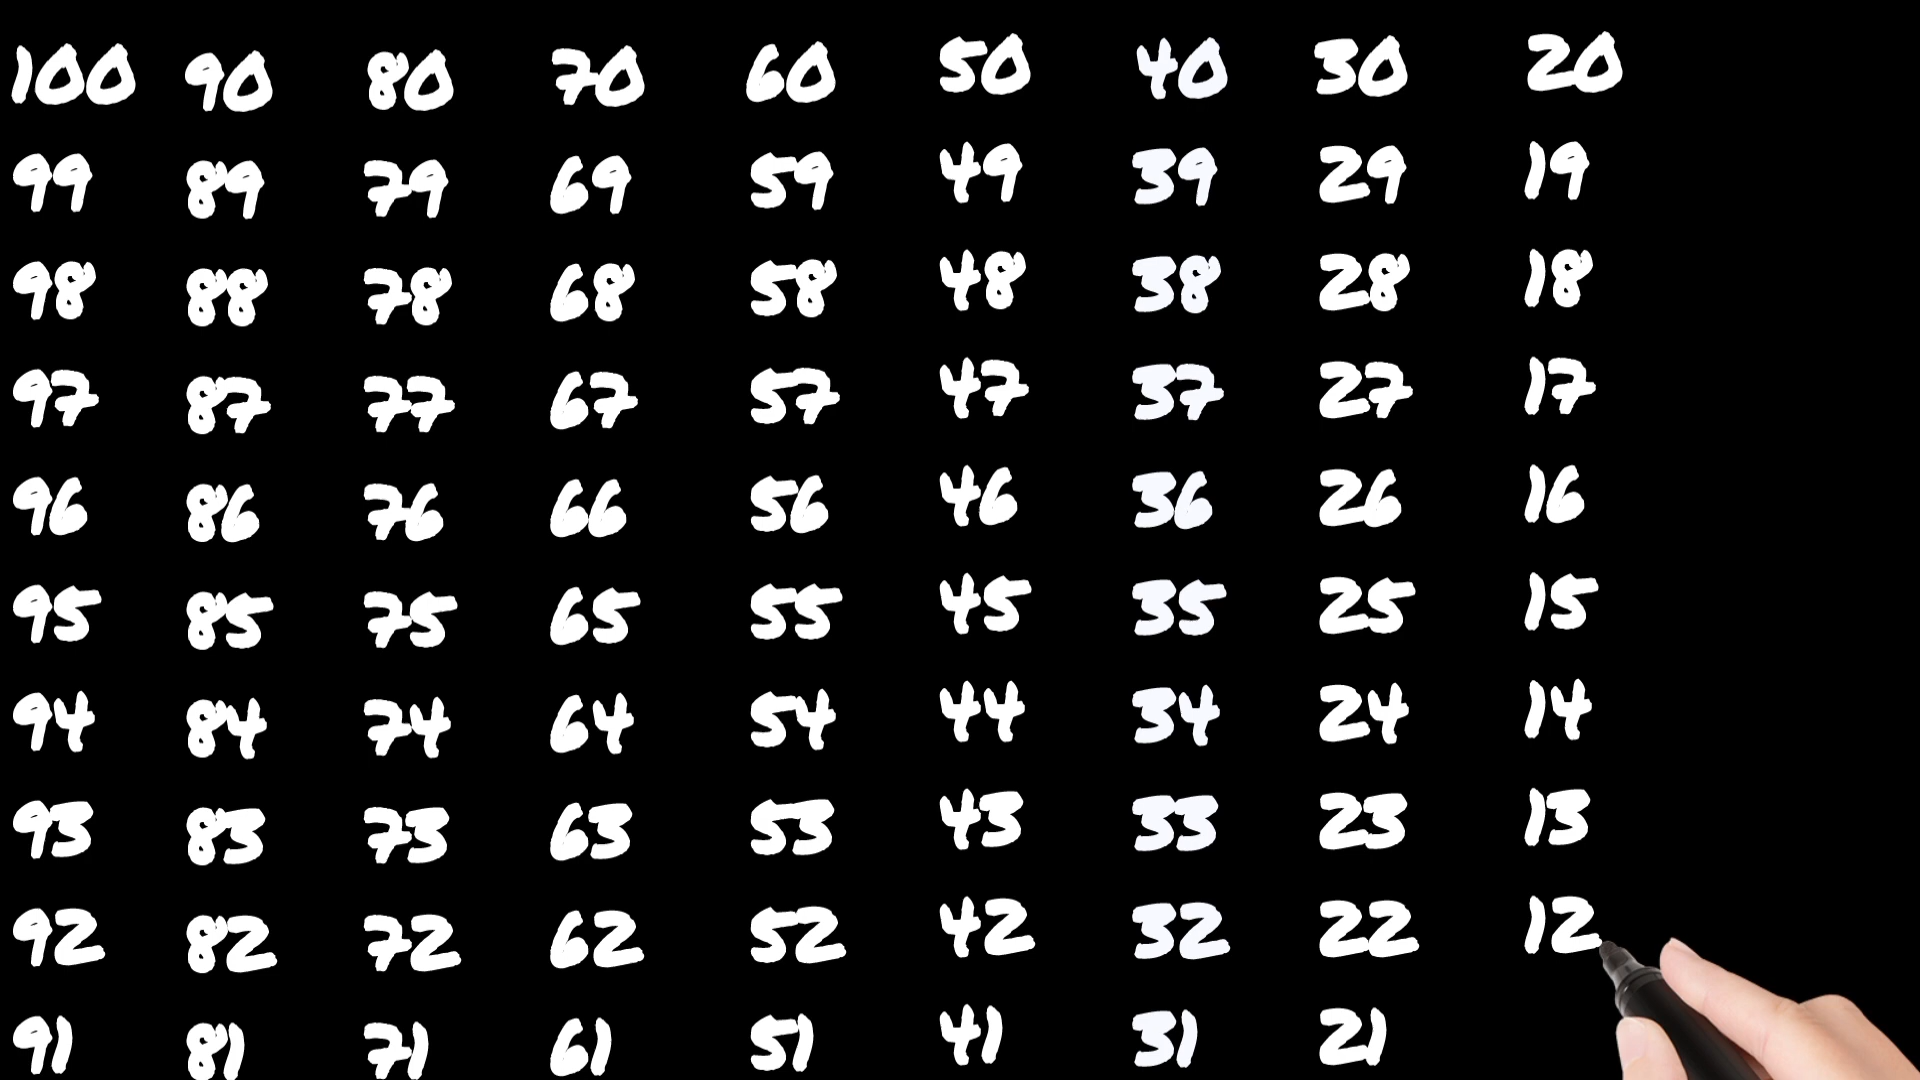 100 90 80 70 60 50 40 30 20
99 89 79 69 59 49 39 29 19
98 88 78 68 58 48 38 28 18
97 87 77 67 57 47 37 27 17
96 86 76 66 56 46 36 26 16
95 85 75 65 55 45 35 25 15
94 84 74 64 54 44 34 24 14
93 83 73 63 53 43 33 23 13
92 82 72 62 52 42 32 22 12
91 81 71 61 51 41 31 21